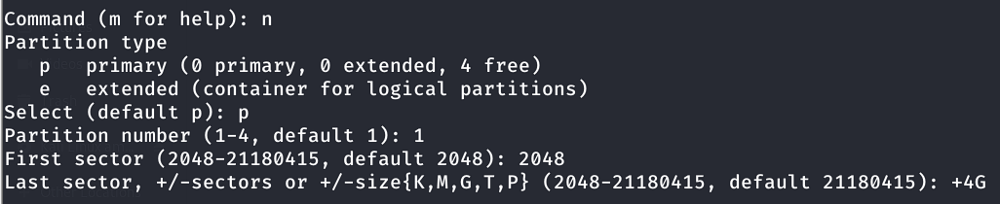 Command (m for help): n
Partition type
   p   primary (0 primary, 0 extended, 4 free)
   e   extended (container for logical partitions)
Select (default p): p
Partition number (1-4, default 1): 1
First sector (2048-21180415, default 2048): 2048
Last sector, +/-sectors or +/-size{K,M,G,T,P} (2048-21180415, default 21180415): +4G